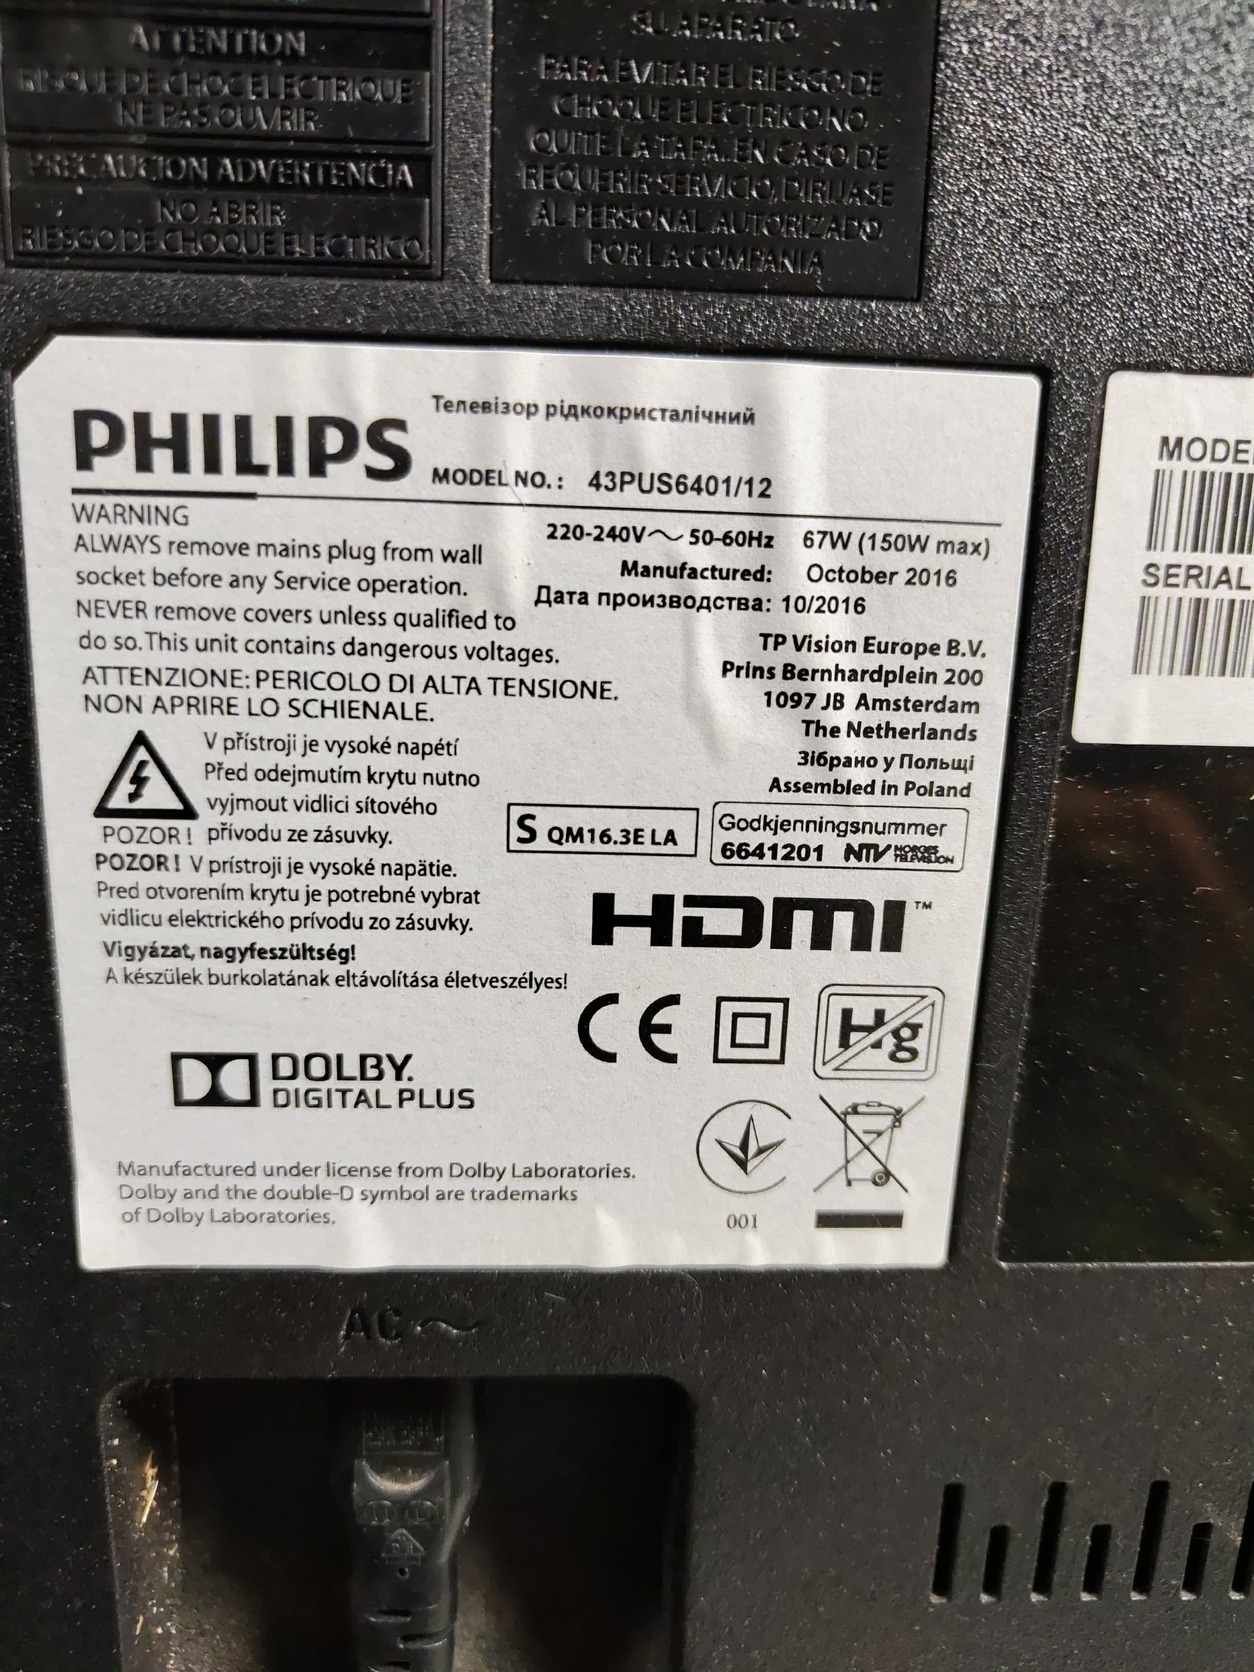 ATTENTION
RISQUE DE CHOC ELECTRIQUE
NE PAS OUVRIR
PRECAUCION ADVERTENCIA
NO ABRIR
RIESGO DE CHOQUE ELECTRICO
SU APARATO
PARA EVITAR EL RIESGO DE
CHOQUE ELECTRICO NO
QUITE LA TAPA. EN CASO DE
REQUERIR SERVICIO, DIRIJASE
AL PERSONAL AUTORIZADO
POR LA COMPANIA
PHILIPS
Телевізор рідкокристалічний
MODEL NO.: 43PUS6401/12
WARNING
ALWAYS remove mains plug from wall
socket before any Service operation.
NEVER remove covers unless qualified to
do so. This unit contains dangerous voltages.
ATTENZIONE: PERICOLO DI ALTA TENSIONE.
NON APRIRE LO SCHIENALE.
V přístroji je vysoké napétí
Před odejmutím krytu nutno
vyjmout vidlici sítového
POZOR! přívodu ze zásuvky.
POZOR! V prístroji je vysoké napätie.
Pred otvorením krytu je potrebné vybrat
vidlicu elektrického prívodu zo zásuvky.
Vigyázat, nagyfeszültség!
A készülek burkolatának eltávolítása életveszélyes!
220-240V～ 50-60Hz 67W (150W max)
Manufactured: October 2016
Дата производства: 10/2016
TP Vision Europe B.V.
Prins Bernhardplein 200
1097 JB Amsterdam
The Netherlands
Зібрано у Польщі
Assembled in Poland
S QM16.3E LA
Godkjenningsnummer
6641201 NTV NORGES
TELEVISJON
HDMI™
CE
Hg
DOLBY.
DIGITAL PLUS
Manufactured under license from Dolby Laboratories.
Dolby and the double-D symbol are trademarks
of Dolby Laboratories.
001
MODEL
SERIAL
AC～